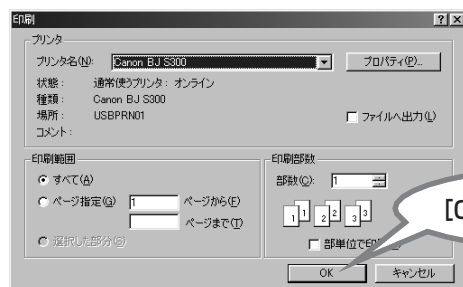 印刷
プリンタ
プリンタ名(N): Canon BJ S300 プロパティ(P)...
状態: 通常使うプリンタ: オンライン
種類: Canon BJ S300
場所: USBPRN01 ファイルへ出力(L)
コメント:
印刷範囲
すべて(A)
ページ指定(G) 1 ページから(F)
ページまで(T)
選択した部分(S)
印刷部数
部数(C): 1
1 1 2 2 3 3
部単位で印
OK キャンセル